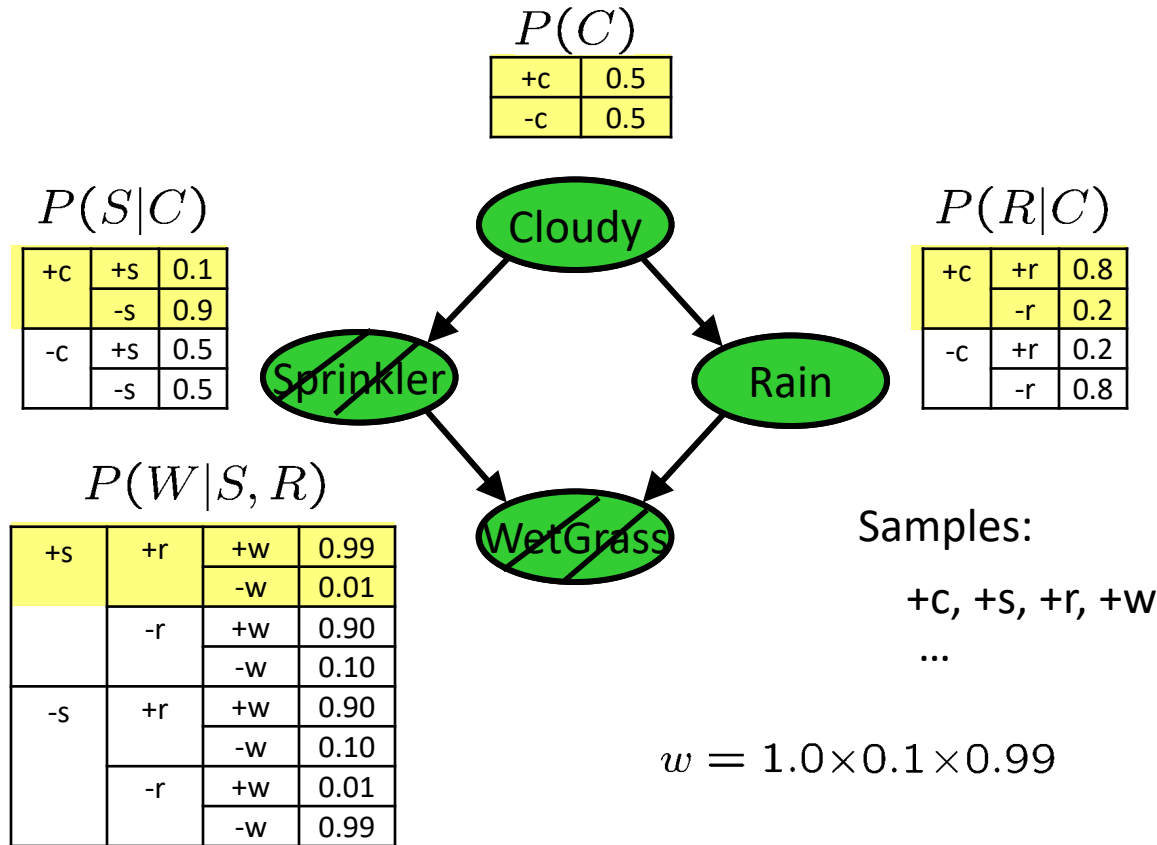 P(C)
+c 0.5
-c 0.5
Cloudy
P(S|C)
+c +s 0.1
-s 0.9
-c +s 0.5
-s 0.5
P(R|C)
+c +r 0.8
-r 0.2
-c +r 0.2
-r 0.8
Sprinkler
Rain
WetGrass
P(W|S, R)
+s +r +w 0.99
-w 0.01
-r +w 0.90
-w 0.10
-s +r +w 0.90
-w 0.10
-r +w 0.01
-w 0.99
Samples:
+c, +s, +r, +w
...
w = 1.0×0.1×0.99